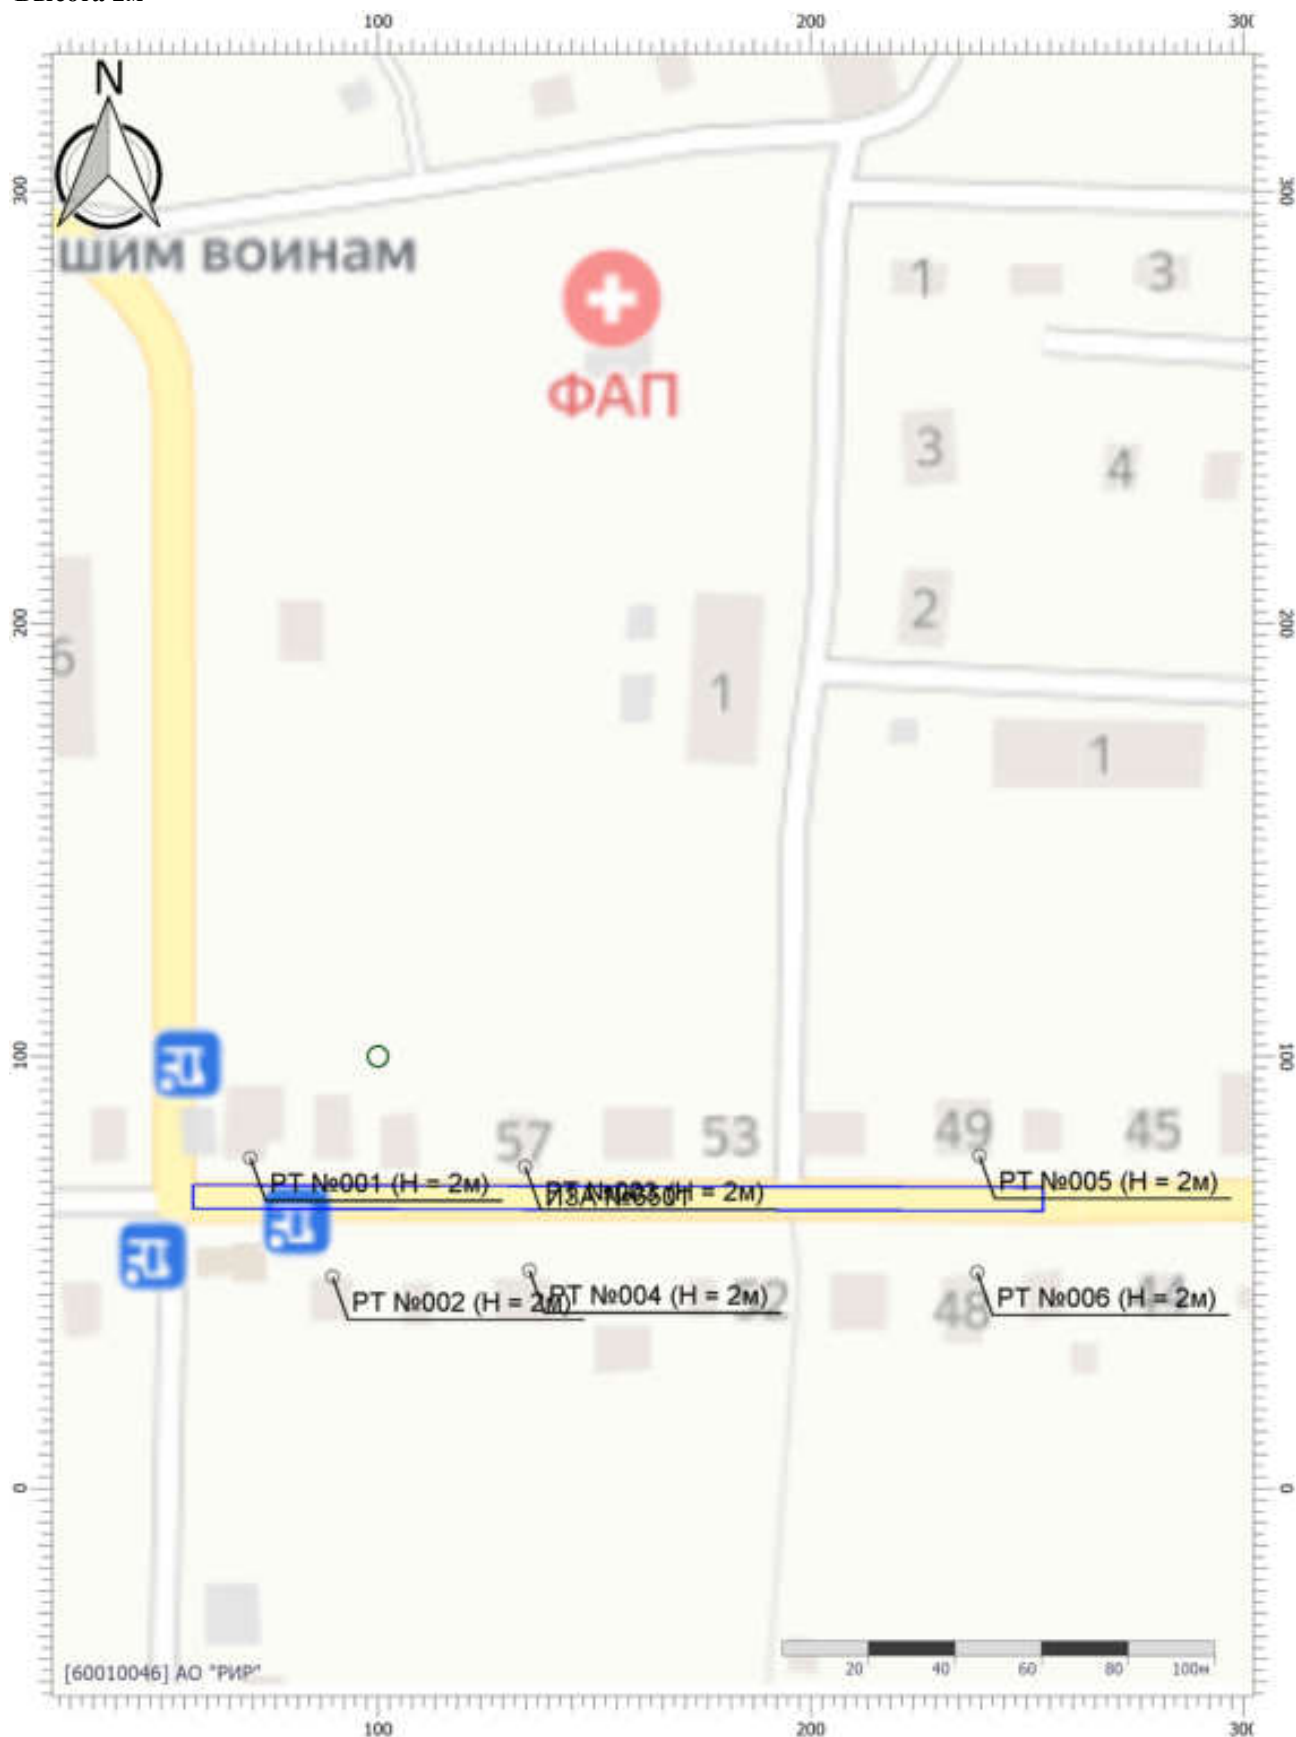 100 200
N
300 300
шим воинам
1 3
ФАП
3 4
200 2 200
6
1
1
100 100
57 53 49 45
РТ №001 (Н = 2м) РТ №005 (Н = 2м)
РТ №002 (Н = 2м) РТ №004 (Н = 2м) 52 48 РТ №006 (Н = 2м) 44
0 0
[60010046] АО "РИР" 20 40 60 80 100м
100 200